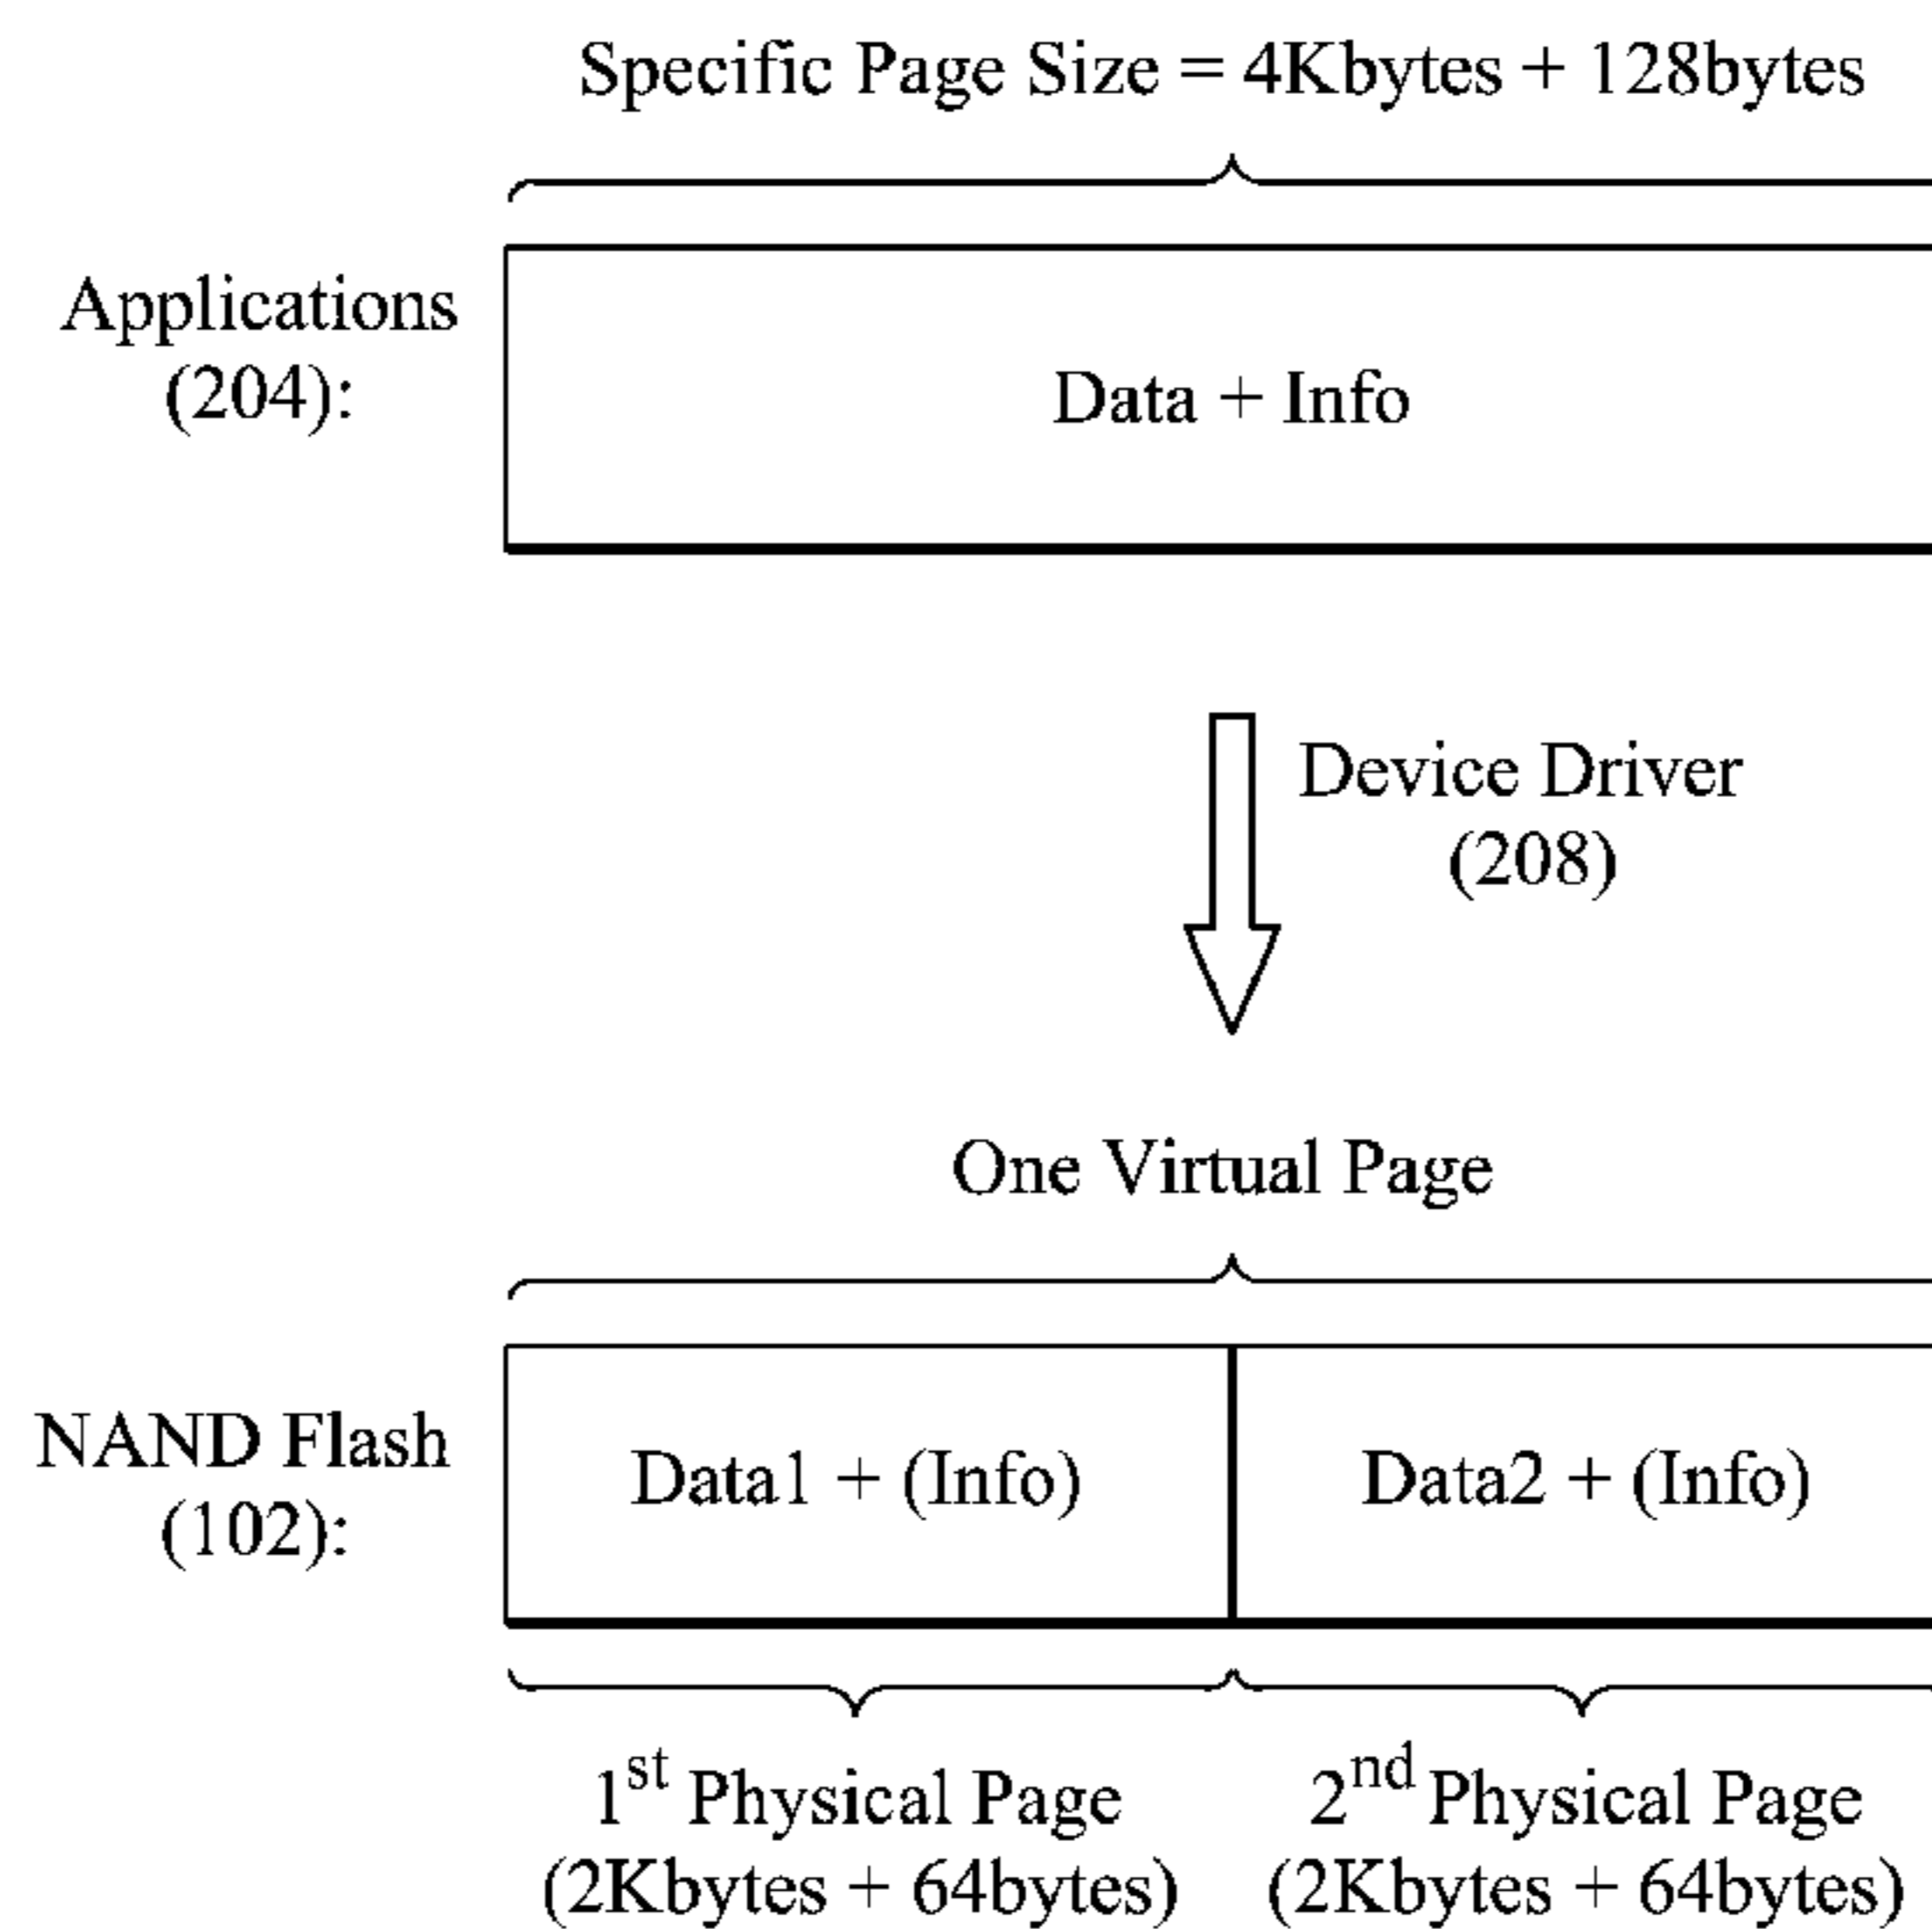 Specific Page Size = 4Kbytes + 128bytes
Applications
(204):
Data + Info
Device Driver
(208)
One Virtual Page
NAND Flash
(102):
Data1 + (Info)
Data2 + (Info)
1st Physical Page
(2Kbytes + 64bytes)
2nd Physical Page
(2Kbytes + 64bytes)